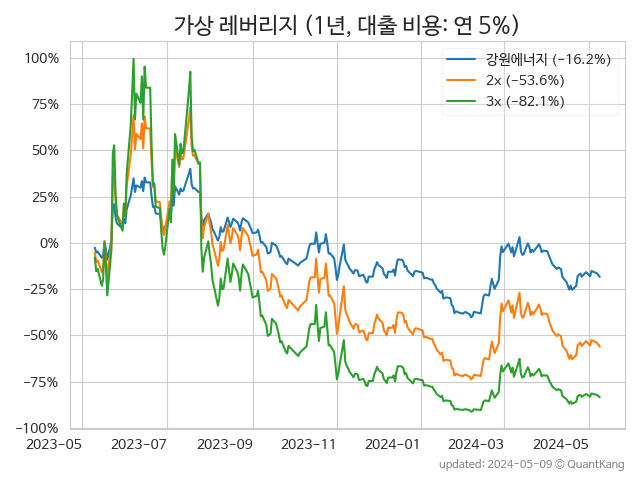 가상 레버리지 (1년, 대출 비용: 연 5%)
강원에너지 (−16.2%)
2x (−53.6%)
3x (−82.1%)
100%
75%
50%
25%
0%
−25%
−50%
−75%
−100%
2023-05 2023-07 2023-09 2023-11 2024-01 2024-03 2024-05
updated: 2024-05-09 © QuantKang